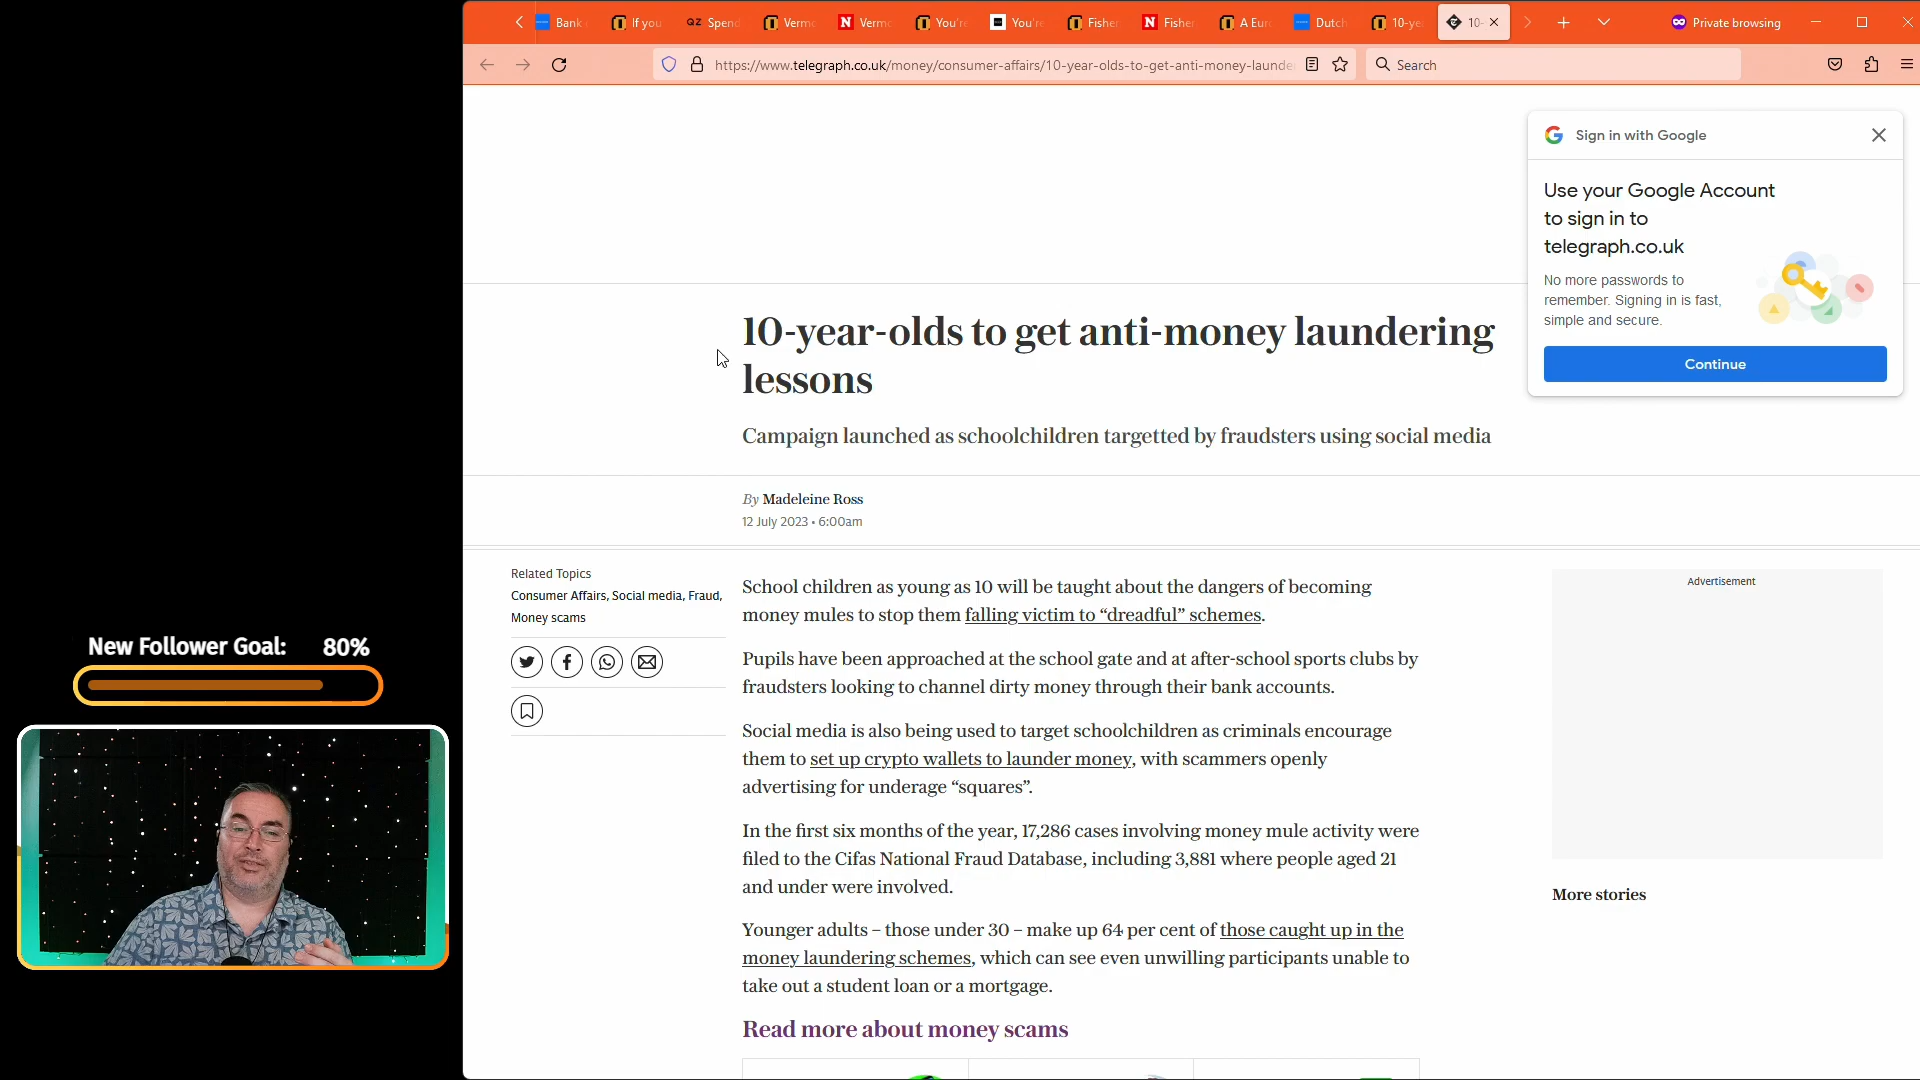 Bank
If you
QZ Spend
Vermo
N Verm
You're
You're
Fisher
N Fisher
A Eur
Dutch
10-ye
10-
Private browsing
https://www.telegraph.co.uk/money/consumer-affairs/10-year-olds-to-get-anti-money-launde
Search
Sign in with Google
Use your Google Account
to sign in to
telegraph.co.uk
No more passwords to
remember. Signing in is fast,
simple and secure.
Continue
10-year-olds to get anti-money laundering
lessons
Campaign launched as schoolchildren targetted by fraudsters using social media
By Madeleine Ross
12 July 2023 • 6:00am
Related Topics
Consumer Affairs, Social media, Fraud,
Money scams
School children as young as 10 will be taught about the dangers of becoming
money mules to stop them falling victim to “dreadful” schemes.
Pupils have been approached at the school gate and at after-school sports clubs by
fraudsters looking to channel dirty money through their bank accounts.
Social media is also being used to target schoolchildren as criminals encourage
them to set up crypto wallets to launder money, with scammers openly
advertising for underage “squares”.
In the first six months of the year, 17,286 cases involving money mule activity were
filed to the Cifas National Fraud Database, including 3,881 where people aged 21
and under were involved.
Younger adults – those under 30 – make up 64 per cent of those caught up in the
money laundering schemes, which can see even unwilling participants unable to
take out a student loan or a mortgage.
Read more about money scams
Advertisement
More stories
New Follower Goal: 80%